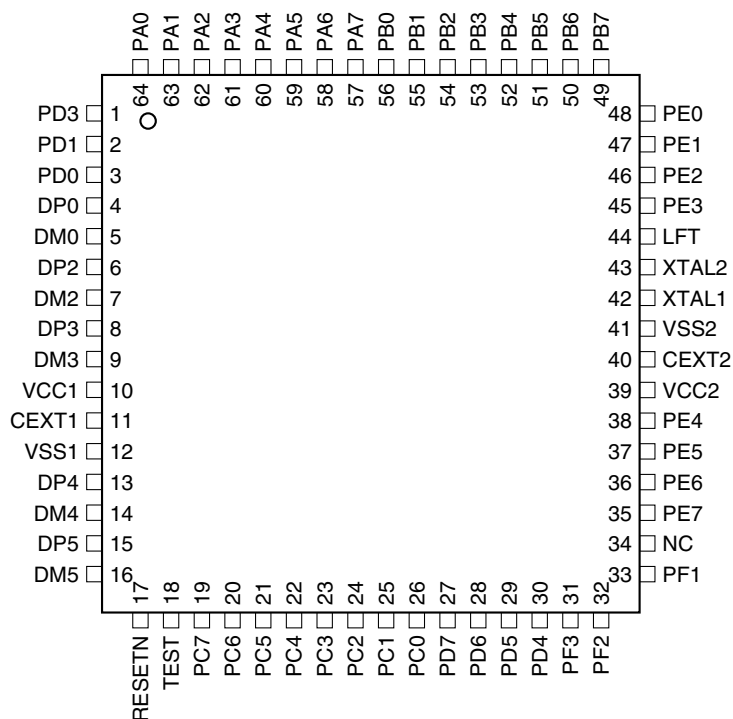 PA0 PA1 PA2 PA3 PA4 PA5 PA6 PA7 PB0 PB1 PB2 PB3 PB4 PB5 PB6 PB7
64 63 62 61 60 59 58 57 56 55 54 53 52 51 50 49
PD3 1 48 PE0
PD1 2 47 PE1
PD0 3 46 PE2
DP0 4 45 PE3
DM0 5 44 LFT
DP2 6 43 XTAL2
DM2 7 42 XTAL1
DP3 8 41 VSS2
DM3 9 40 CEXT2
VCC1 10 39 VCC2
CEXT1 11 38 PE4
VSS1 12 37 PE5
DP4 13 36 PE6
DM4 14 35 PE7
DP5 15 34 NC
DM5 16 33 PF1
17 18 19 20 21 22 23 24 25 26 27 28 29 30 31 32
RESETN TEST PC7 PC6 PC5 PC4 PC3 PC2 PC1 PC0 PD7 PD6 PD5 PD4 PF3 PF2